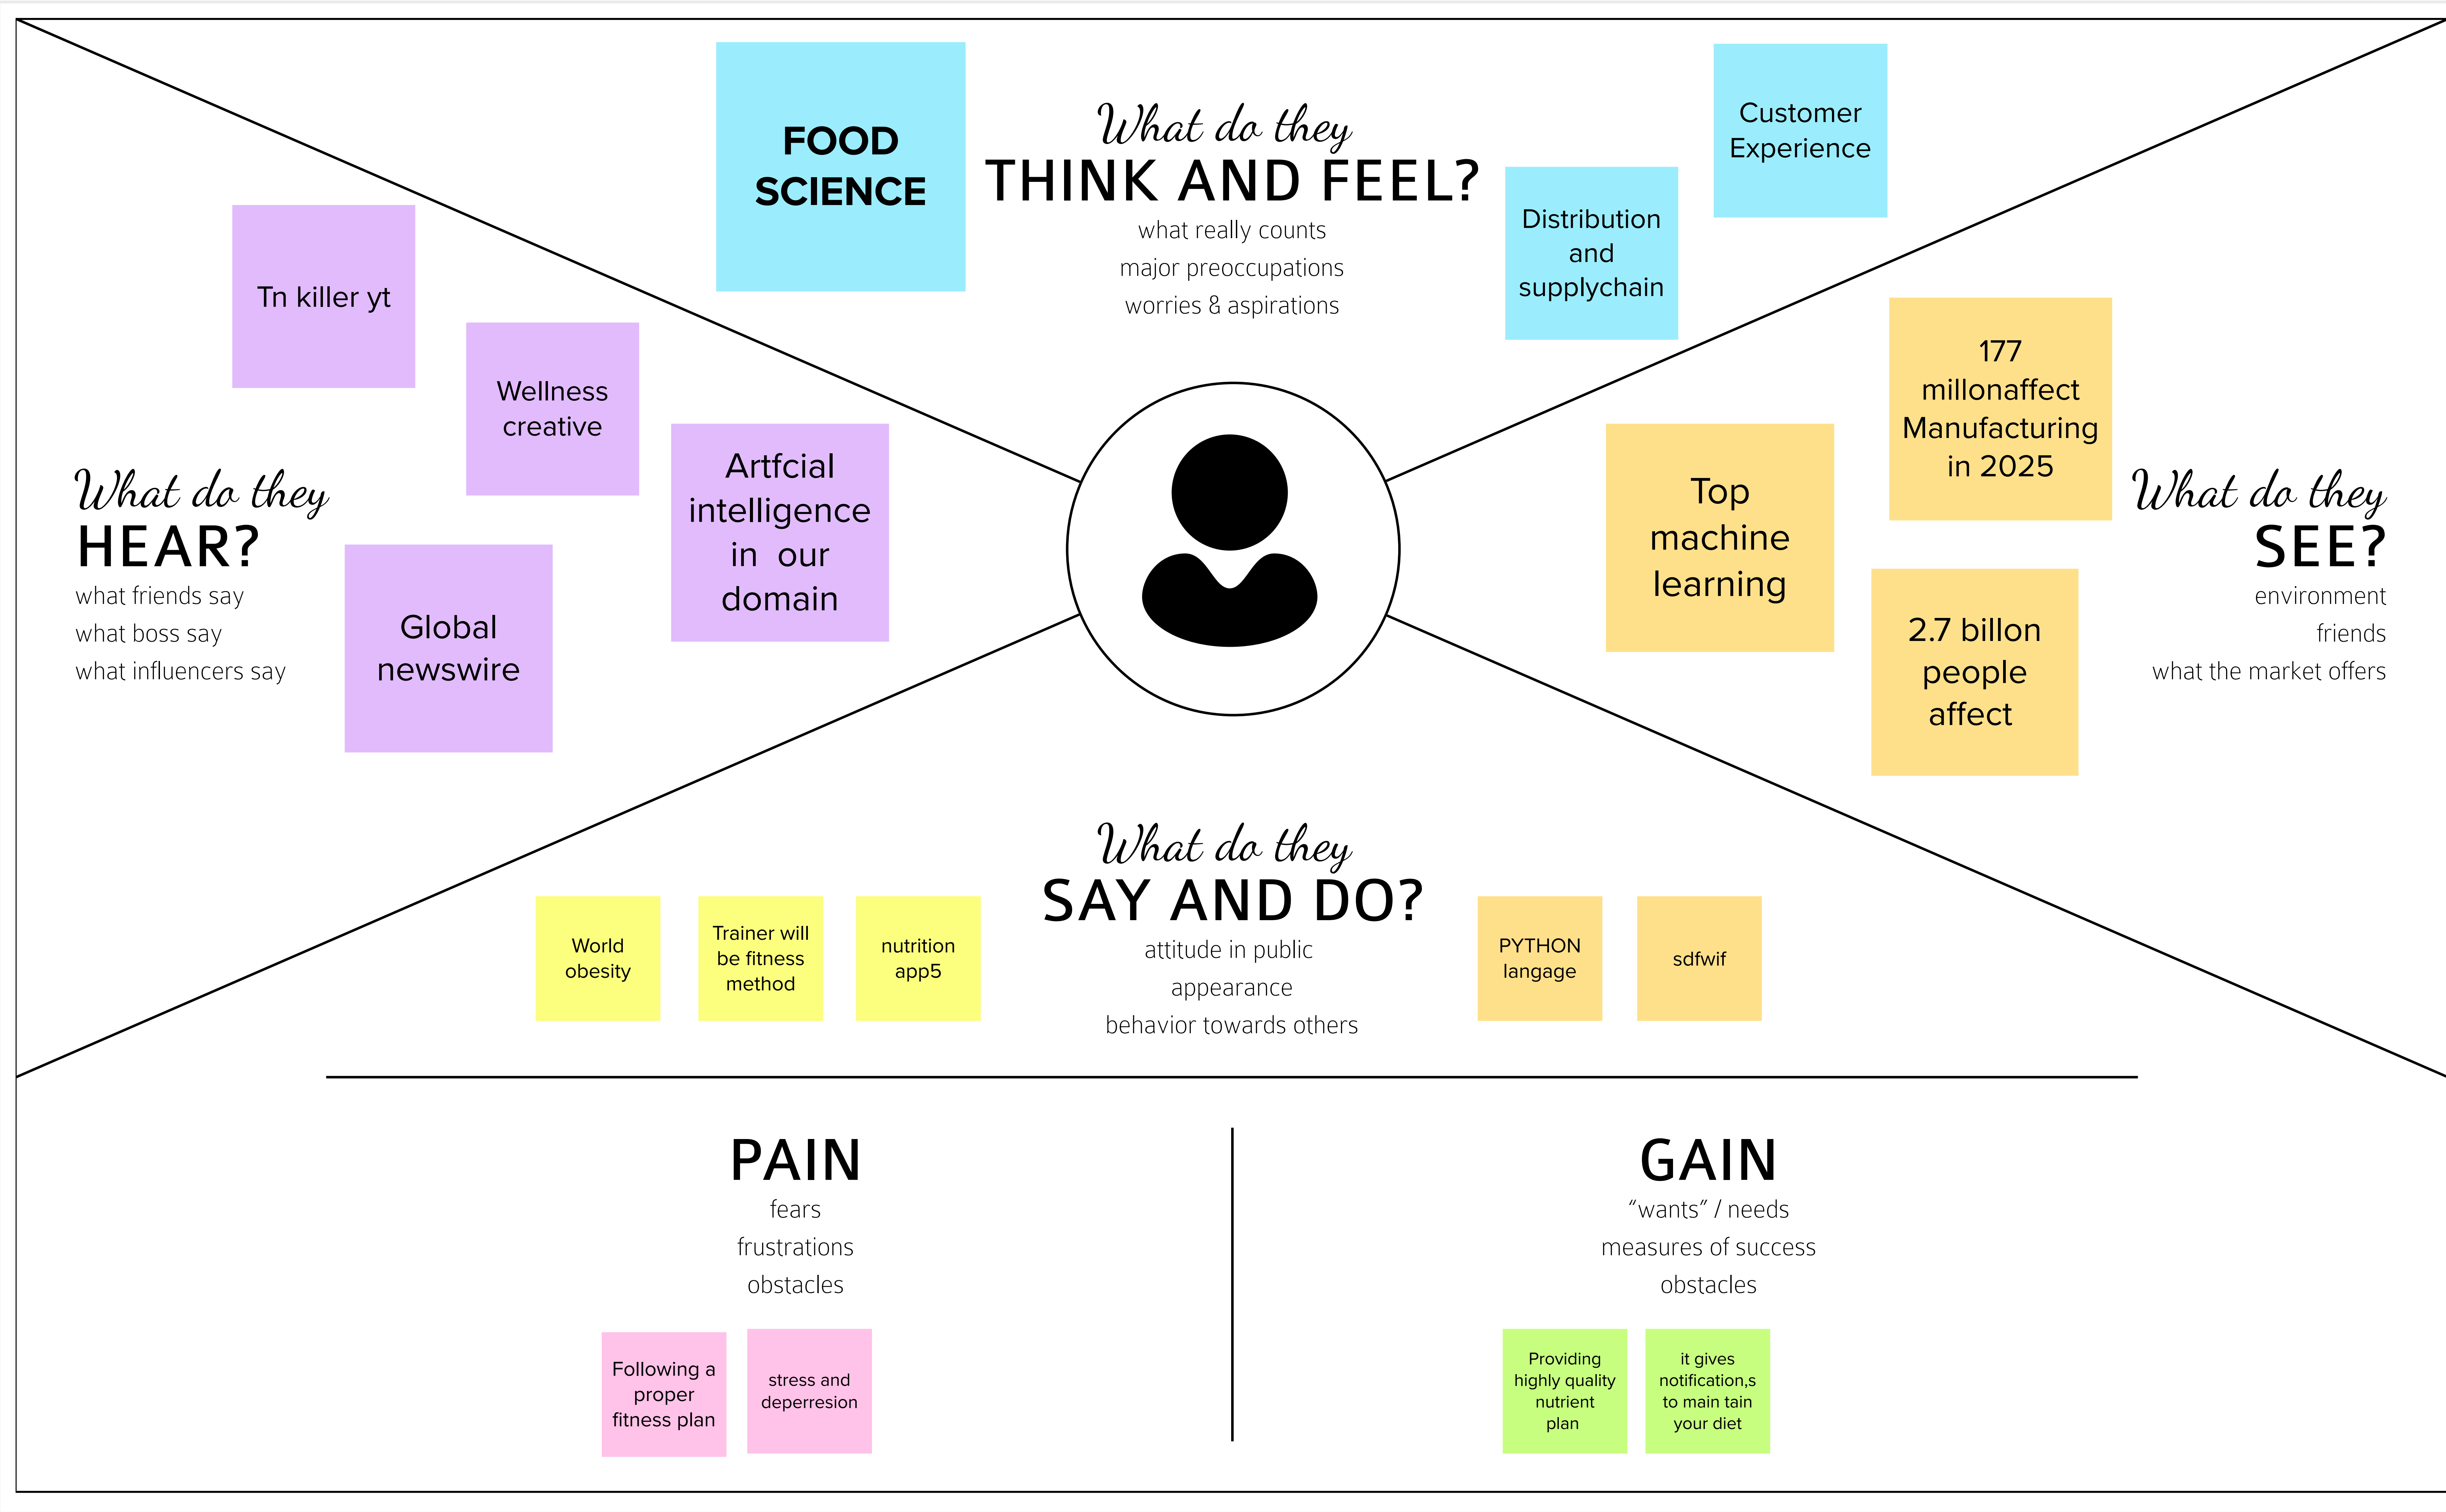 FOOD
SCIENCE
What do they
THINK AND FEEL?
what really counts
major preoccupations
worries & aspirations
Customer
Experience
Distribution
and
supplychain
Tn killer yt
Wellness
creative
Artfcial
intelligence
in our
domain
Global
newswire
What do they
HEAR?
what friends say
what boss say
what influencers say
177
millonaffect
Manufacturing
in 2025
Top
machine
learning
2.7 billon
people
affect
What do they
SEE?
environment
friends
what the market offers
What do they
SAY AND DO?
attitude in public
appearance
behavior towards others
World
obesity
Trainer will
be fitness
method
nutrition
app5
PYTHON
langage
sdfwif
PAIN
fears
frustrations
obstacles
Following a
proper
fitness plan
stress and
deperresion
GAIN
“wants” / needs
measures of success
obstacles
Providing
highly quality
nutrient
plan
it gives
notification,s
to main tain
your diet